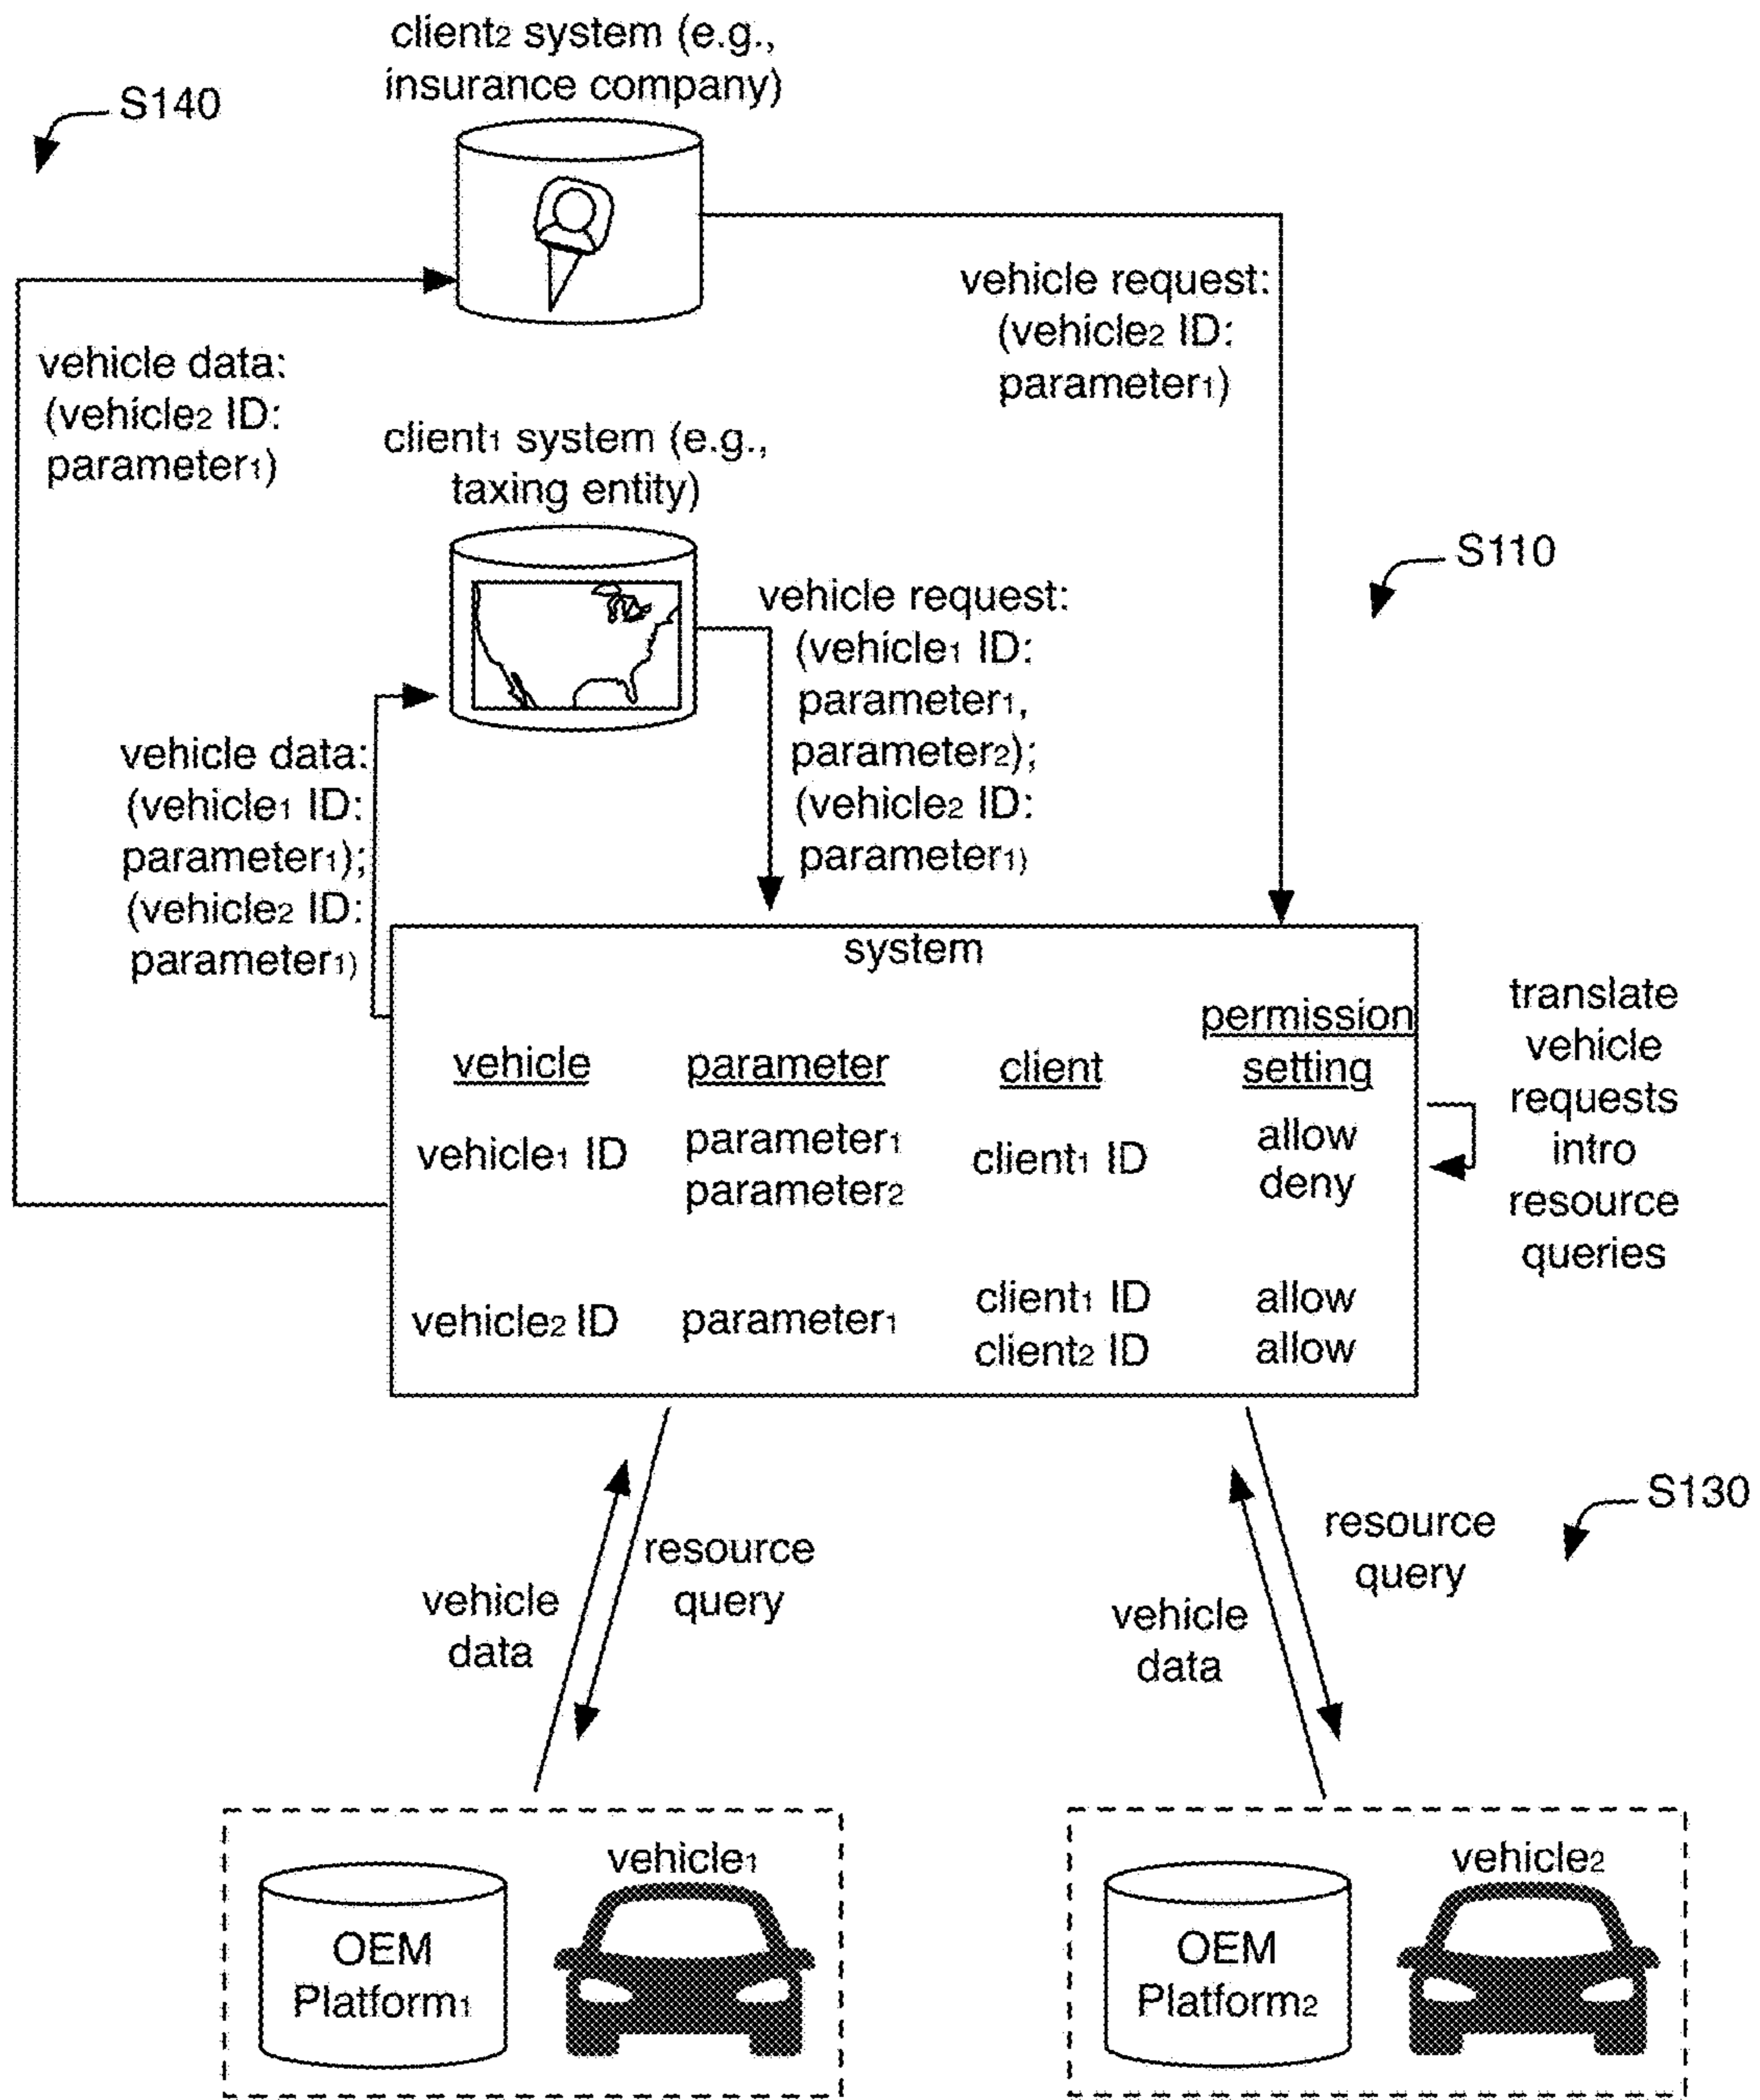 client₂ system (e.g.,
insurance company)
S140
vehicle request:
(vehicle₂ ID:
parameter₁)
vehicle data:
(vehicle₂ ID:
parameter₁)
client₁ system (e.g.,
taxing entity)
S110
vehicle request:
(vehicle₁ ID:
parameter₁,
parameter₂);
(vehicle₂ ID:
parameter₁)
vehicle data:
(vehicle₁ ID:
parameter₁);
(vehicle₂ ID:
parameter₁)
system
vehicle parameter client permission
setting
vehicle₁ ID parameter₁ client₁ ID allow
parameter₂ deny
vehicle₂ ID parameter₁ client₁ ID allow
client₂ ID allow
translate
vehicle
requests
intro
resource
queries
S130
resource
query
vehicle
data
resource
query
vehicle
data
vehicle₁
OEM
Platform₁
vehicle₂
OEM
Platform₂